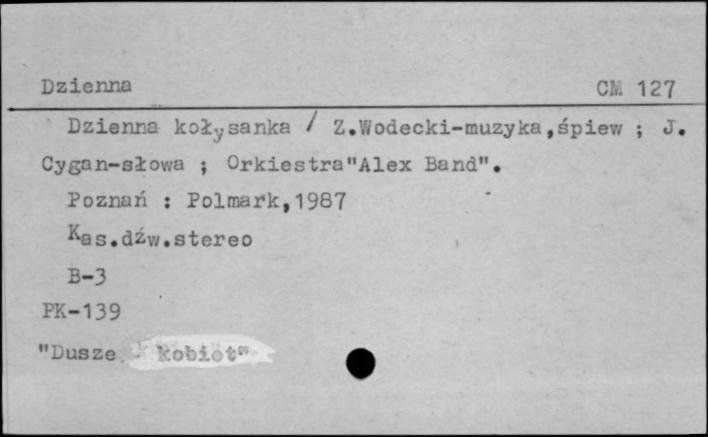 Dzienna CM 127
Dzienna kołysanka / Z.Wodecki-muzyka,śpiew ; J.
Cygan-słowa ; Orkiestra"Alex Band".
Poznań : Polmark,1987
Kas.dźw.stereo
B-3
PK-139
"Dusze kobiet"